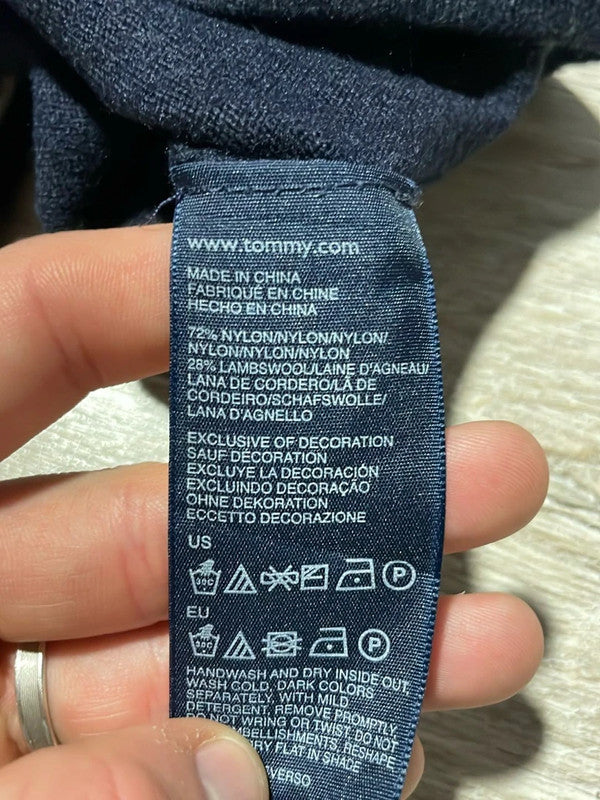 www.tommy.com
MADE IN CHINA
FABRIQUÉ EN CHINE
HECHO EN CHINA
72% NYLON/NYLON/NYLON/
NYLON/NYLON/NYLON
28% LAMBSWOOL/LAINE D'AGNEAU/
LANA DE CORDERO/LÃ DE
CORDEIRO/SCHAFSWOLLE/
LANA D'AGNELLO
EXCLUSIVE OF DECORATION
SAUF DÉCORATION
EXCLUYE LA DECORACIÓN
EXCLUINDO DECORAÇÃO
OHNE DEKORATION
ECCETTO DECORAZIONE
US
30C P
EU
P
HANDWASH AND DRY INSIDE OUT,
WASH COLD, DARK COLORS
SEPARATELY, WITH MILD
DETERGENT, REMOVE PROMPTLY.
DO NOT WRING OR TWIST. DO NOT
EMBELLISHMENTS, RESHAPE
FLAT IN SHADE